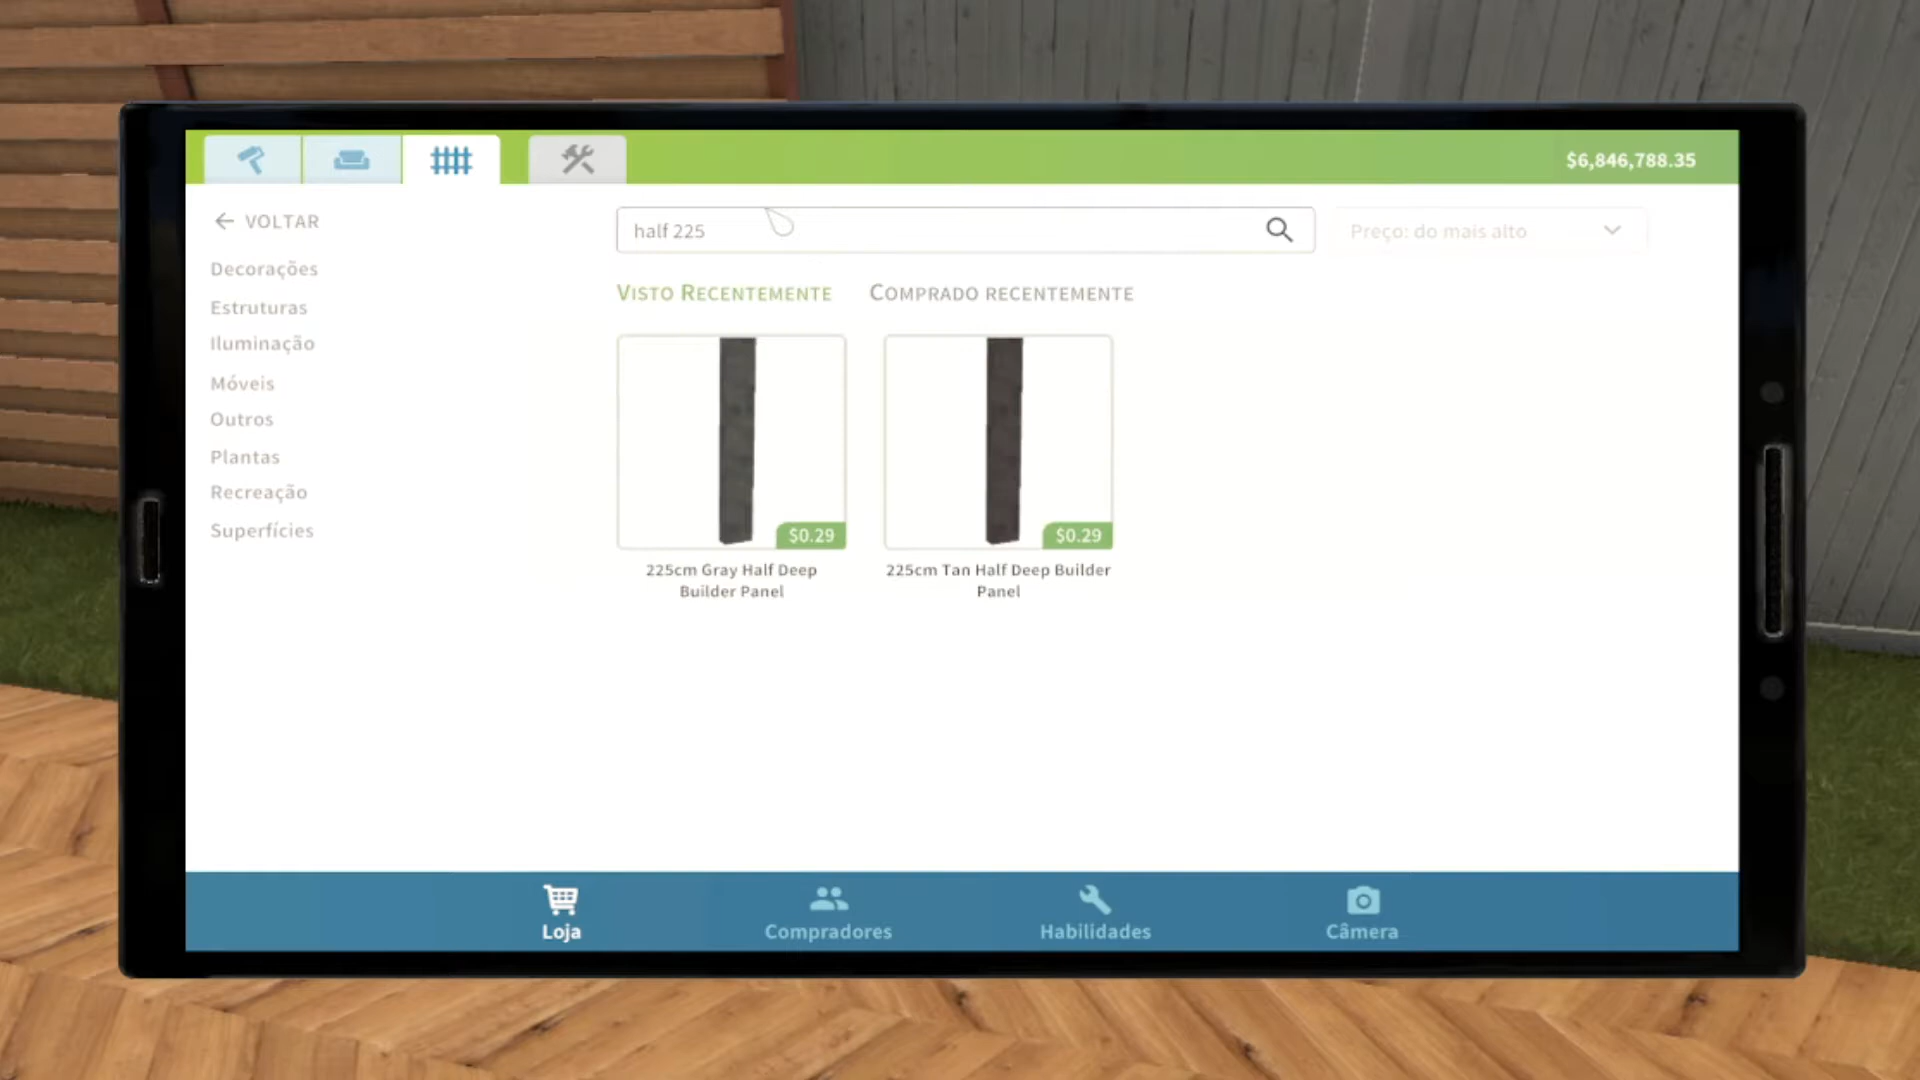 $6,846,788.35
VOLTAR
half 225
Preço: do mais alto
Decorações
Estruturas
Iluminação
Móveis
Outros
Plantas
Recreação
Superfícies
VISTO RECENTEMENTE
COMPRADO RECENTEMENTE
$0.29
225cm Gray Half Deep
Builder Panel
$0.29
225cm Tan Half Deep Builder
Panel
Loja
Compradores
Habilidades
Câmera